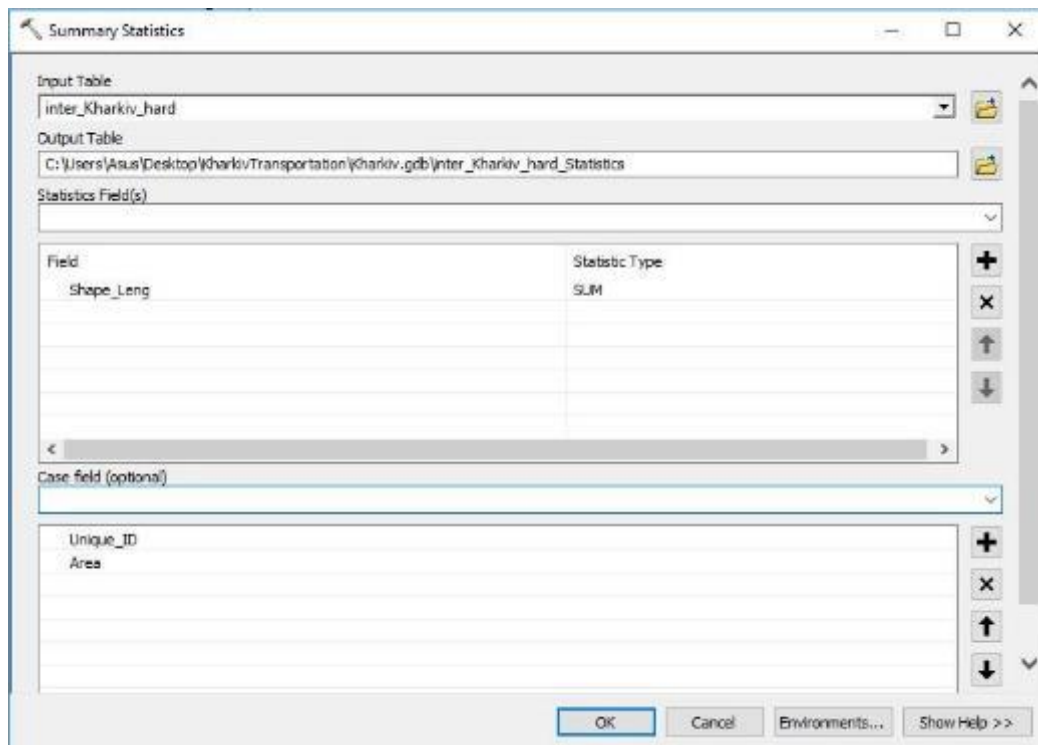 Summary Statistics
Input Table
inter_Kharkiv_hard
Output Table
C:\Users\Asus\Desktop\KharkivTransportation\Kharkiv.gdb\inter_Kharkiv_hard_Statistics
Statistics Field(s)
Field Statistic Type
Shape_Leng SUM
Case field (optional)
Unique_ID
Area
OK Cancel Environments... Show Help >>